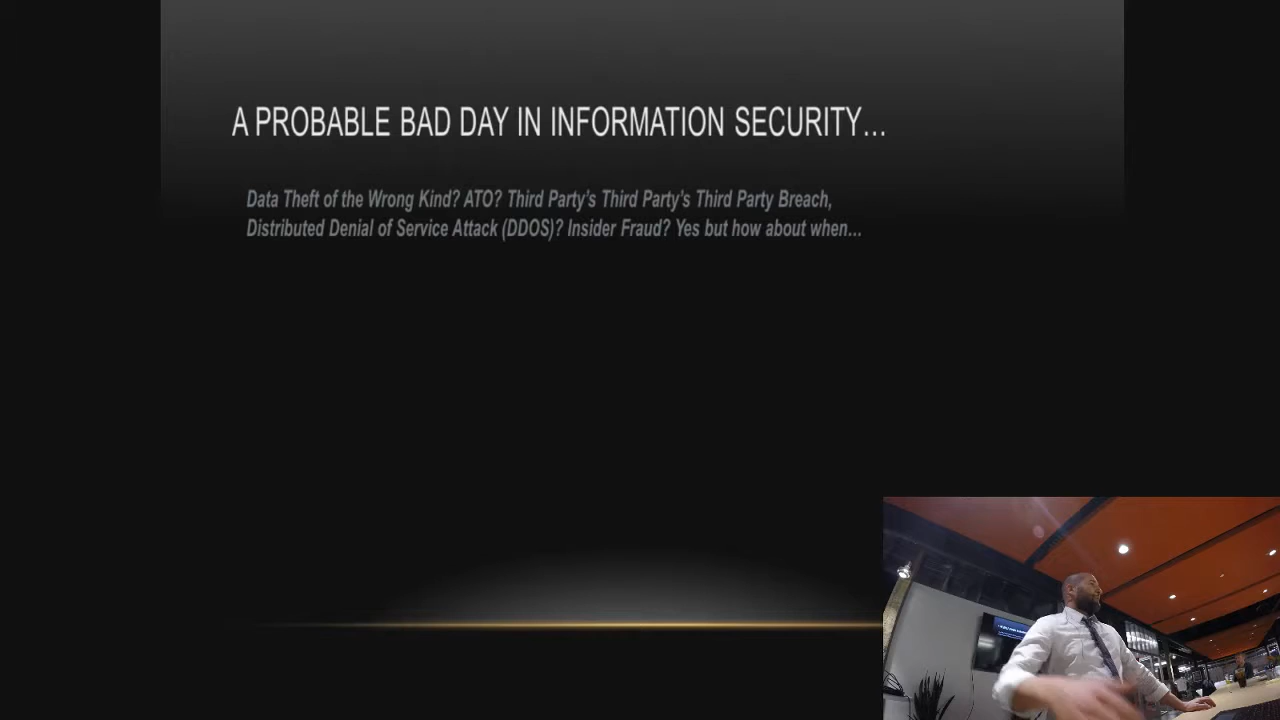 A PROBABLE BAD DAY IN INFORMATION SECURITY…
Data Theft of the Wrong Kind? ATO? Third Party's Third Party's Third Party Breach,
Distributed Denial of Service Attack (DDOS)? Insider Fraud? Yes but how about when…